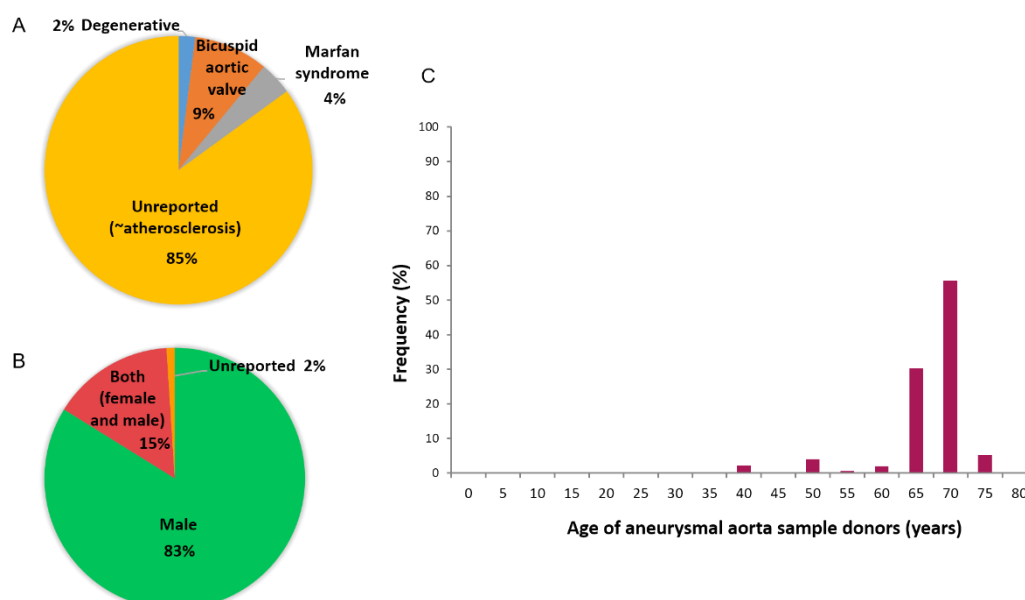 A
2% Degenerative
Bicuspid
aortic
valve
9%
Marfan
syndrome
4%
Unreported
(~atherosclerosis)
85%
B
Both
(female
and male)
15%
Unreported 2%
Male
83%
C
100
90
80
70
60
50
40
30
20
10
0
Frequency (%)
0 5 10 15 20 25 30 35 40 45 50 55 60 65 70 75 80
Age of aneurysmal aorta sample donors (years)